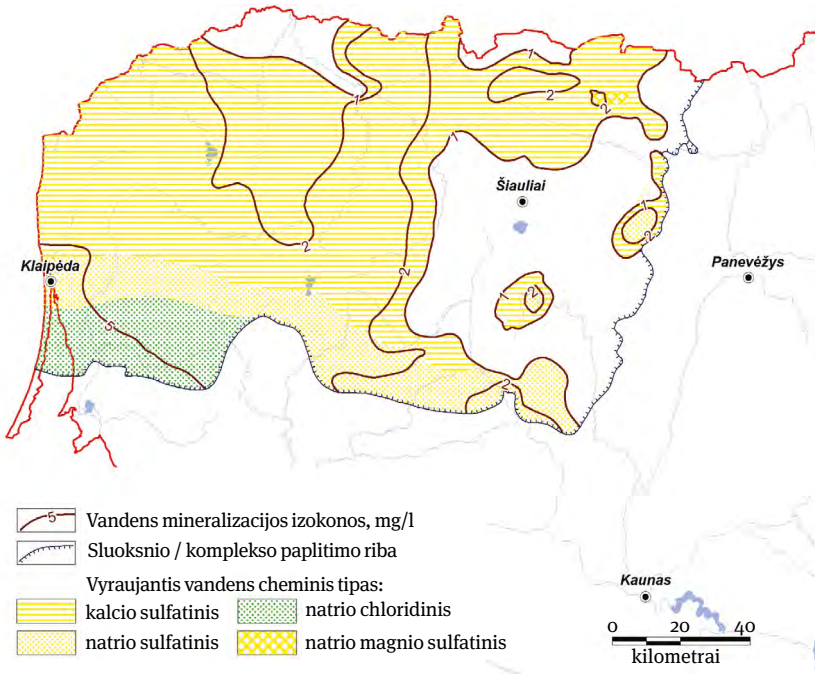 1
1
2
2
1
Šiauliai
1
2
2
2
Klaipėda
Panevėžys
1
2
5
2
5 Vandens mineralizacijos izokonos, mg/l
Sluoksnio / komplekso paplitimo riba
Vyraujantis vandens cheminis tipas:
kalcio sulfatinis natrio chloridinis
natrio sulfatinis natrio magnio sulfatinis
Kaunas
0 20 40
kilometrai